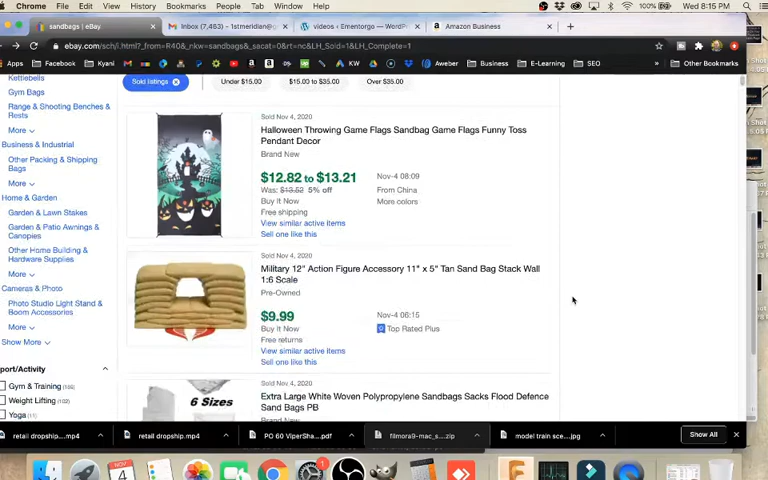 Chrome File Edit View History Bookmarks People Tab Window Help 100% Wed 8:15 PM
sandbags | eBay Inbox (7,453) - 1stmeridian@g videos ‹ Ementorgo — WordPr Amazon Business
ebay.com/sch/i.html?_from=R40&_nkw=sandbags&_sacat=0&rt=nc&LH_Sold=1&LH_Complete=1
Apps Facebook Kyani KW Aweber Business E-Learning SEO » Other Bookmarks
Sold listings Under $15.00 $15.00 to $35.00 Over $35.00
Kettlebells
Gym Bags
Range & Shooting Benches &
Rests
More
Business & Industrial
Other Packing & Shipping
Bags
More
Home & Garden
Garden & Lawn Stakes
Garden & Patio Awnings &
Canopies
Other Home Building &
Hardware Supplies
More
Cameras & Photo
Photo Studio Light Stand &
Boom Accessories
More
Show More
port/Activity
Gym & Training
Weight Lifting
Yoga (11)
Sold Nov 4, 2020
Halloween Throwing Game Flags Sandbag Game Flags Funny Toss
Pendant Decor
Brand New
$12.82 to $13.21 Nov-4 08:09
Was: $13.52 5% off From China
Buy It Now More colors
Free shipping
View similar active items
Sell one like this
Sold Nov 4, 2020
Military 12" Action Figure Accessory 11" x 5" Tan Sand Bag Stack Wall
1:6 Scale
Pre-Owned
$9.99 Nov-4 06:15
Buy It Now Top Rated Plus
Free returns
View similar active items
Sell one like this
Sold Nov 4, 2020
6 Sizes
Extra Large White Woven Polypropylene Sandbags Sacks Flood Defence
Sand Bags PB
Brand New
retail dropship.mp4 retail dropship.mp4 PO 60 ViperSha....pdf filmora9-mac_s....zip model train sce....jpg Show All